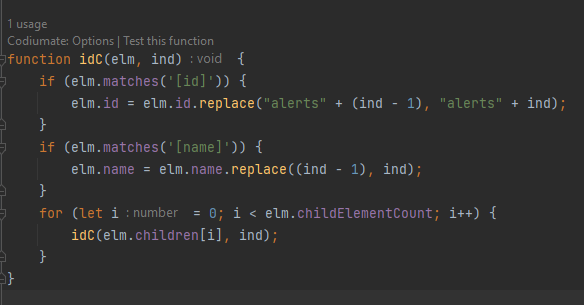 1 usage
Codiumate: Options | Test this function
function idC(elm, ind) :void {
    if (elm.matches('[id]')) {
        elm.id = elm.id.replace("alerts" + (ind - 1), "alerts" + ind);
    }
    if (elm.matches('[name]')) {
        elm.name = elm.name.replace((ind - 1), ind);
    }
    for (let i :number = 0; i < elm.childElementCount; i++) {
        idC(elm.children[i], ind);
    }
}